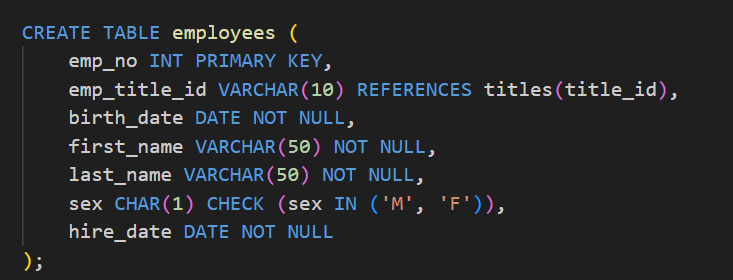 CREATE TABLE employees (
    emp_no INT PRIMARY KEY,
    emp_title_id VARCHAR(10) REFERENCES titles(title_id),
    birth_date DATE NOT NULL,
    first_name VARCHAR(50) NOT NULL,
    last_name VARCHAR(50) NOT NULL,
    sex CHAR(1) CHECK (sex IN ('M', 'F')),
    hire_date DATE NOT NULL
);